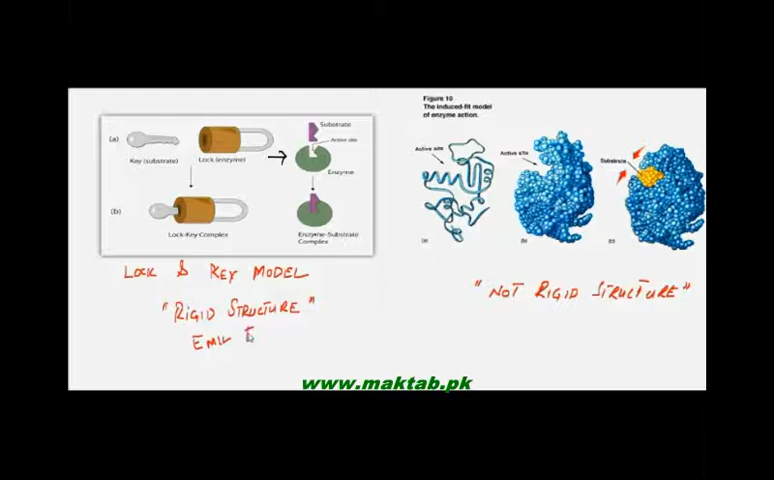 Figure 10
The induced-fit model
of enzyme action.
(a)
Key (substrate)
Lock (enzyme)
Substrate
Active site
Enzyme
(b)
Lock-Key Complex
Enzyme-Substrate
Complex
Active site
Active site
Substrate
(a)
(b)
(c)
LOCK & KEY MODEL
"RIGID STRUCTURE"
EMIL F
"NOT RIGID STRUCTURE"
www.maktab.pk